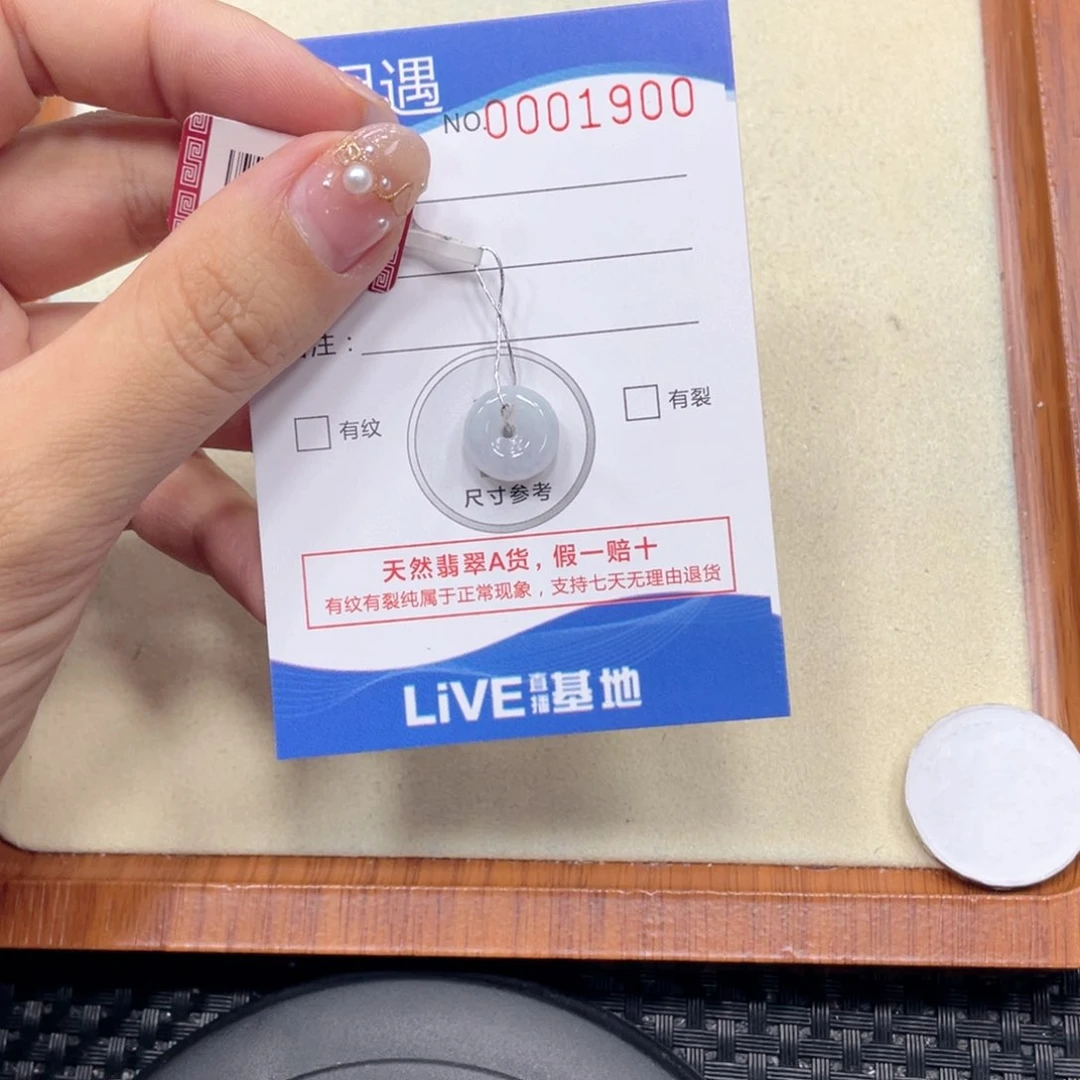 遇
NO.0001900
注：
有纹
有裂
尺寸参考
天然翡翠A货，假一赔十
有纹有裂纯属于正常现象，支持七天无理由退货
LiVE直播基地